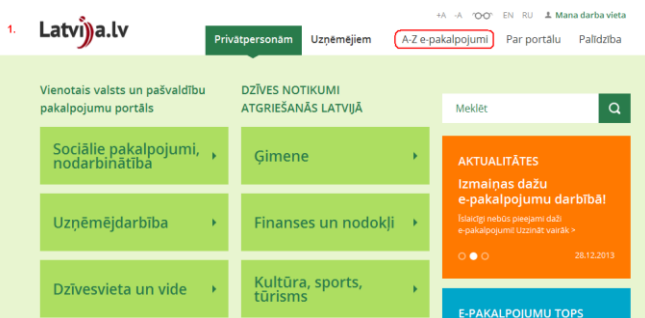 +A -A EN RU Mana darba vieta
1. Latvija.lv
Privātpersonām Uzņēmējiem A-Z e-pakalpojumi Par portālu Palīdzība
Vienotais valsts un pašvaldību
pakalpojumu portāls
Sociālie pakalpojumi,
nodarbinātība
Uzņēmējdarbība
Dzīvesvieta un vide
DZĪVES NOTIKUMI
ATGRIEŠANĀS LATVIJĀ
Ģimene
Finanses un nodokļi
Kultūra, sports,
tūrisms
Meklēt
AKTUALITĀTES
Izmaiņas dažu
e-pakalpojumu darbībā!
Īslaicīgi nebūs pieejami daži
e-pakalpojumi! Uzzināt vairāk >
28.12.2013
E-PAKALPOJUMU TOPS